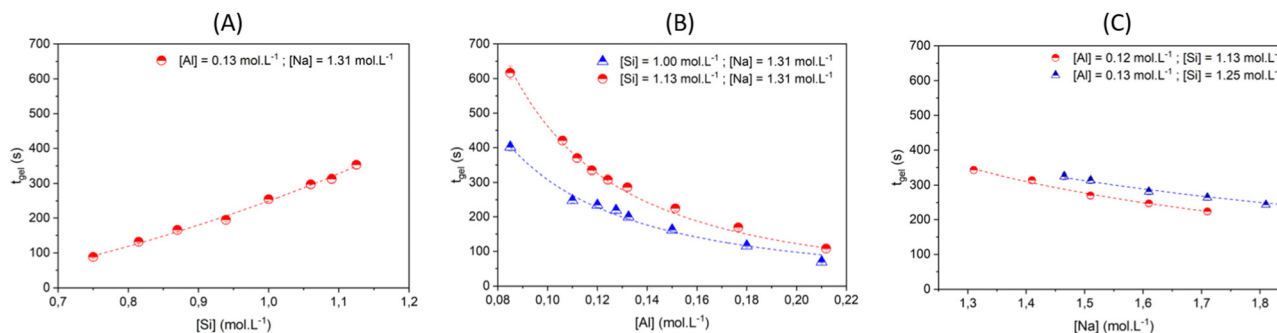 (A)
700
600
500
400
300
200
100
0
t_gel (s)
[Al] = 0.13 mol.L⁻¹ ; [Na] = 1.31 mol.L⁻¹
0,7 0,8 0,9 1,0 1,1 1,2
[Si] (mol.L⁻¹)
(B)
700
600
500
400
300
200
100
0
t_gel (s)
[Si] = 1.00 mol.L⁻¹ ; [Na] = 1.31 mol.L⁻¹
[Si] = 1.13 mol.L⁻¹ ; [Na] = 1.31 mol.L⁻¹
0,08 0,10 0,12 0,14 0,16 0,18 0,20 0,22
[Al] (mol.L⁻¹)
(C)
700
600
500
400
300
200
100
0
t_gel (s)
[Al] = 0.12 mol.L⁻¹ ; [Si] = 1.13 mol.L⁻¹
[Al] = 0.13 mol.L⁻¹ ; [Si] = 1.25 mol.L⁻¹
1,3 1,4 1,5 1,6 1,7 1,8
[Na] (mol.L⁻¹)